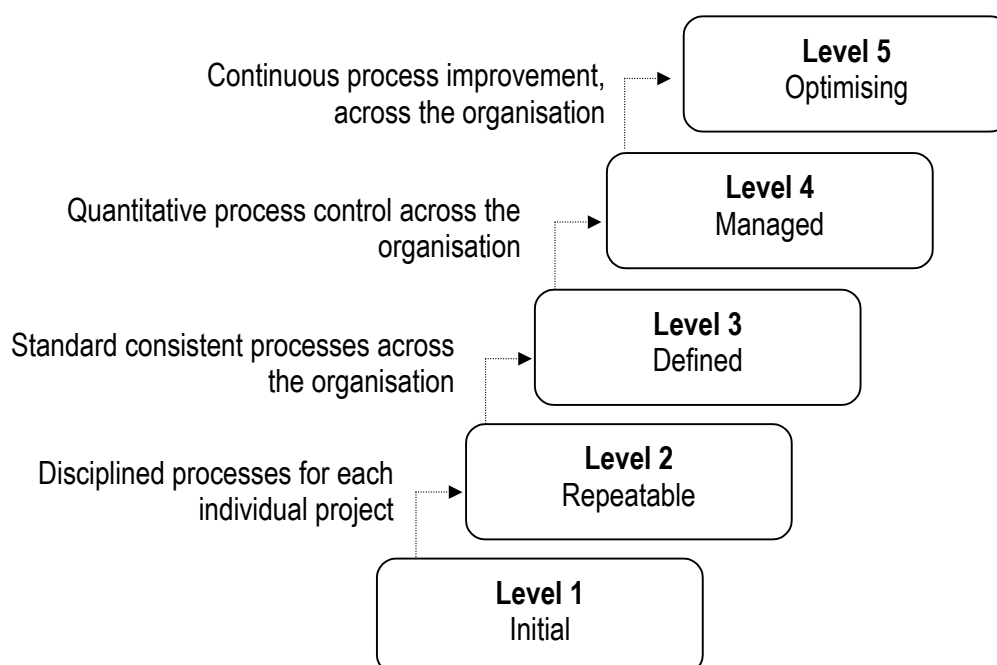 Level 5
Optimising
Continuous process improvement,
across the organisation
Level 4
Managed
Quantitative process control across the
organisation
Level 3
Defined
Standard consistent processes across
the organisation
Level 2
Repeatable
Disciplined processes for each
individual project
Level 1
Initial